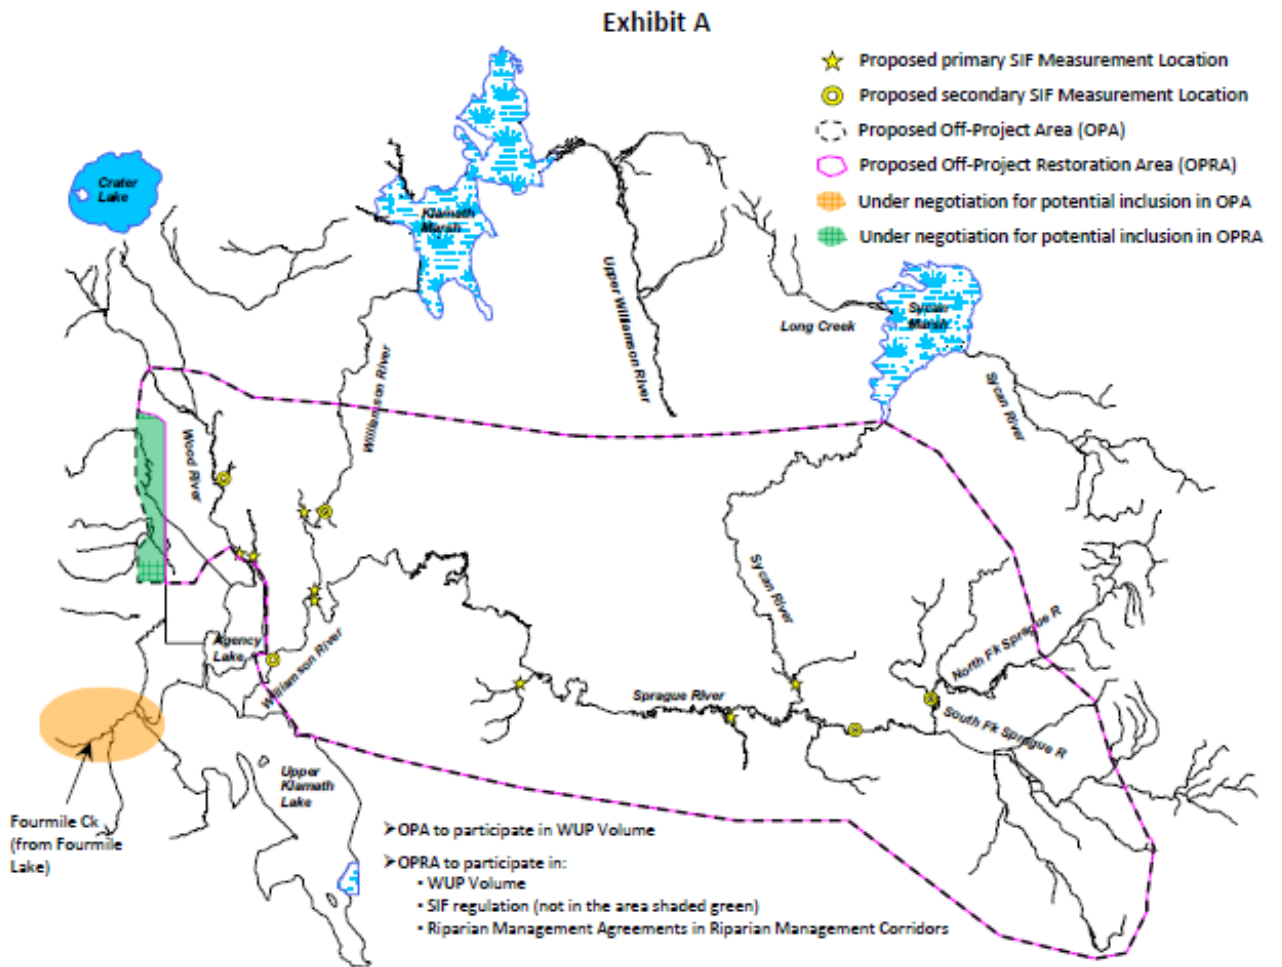 Exhibit A
Proposed primary SIF Measurement Location
Proposed secondary SIF Measurement Location
Proposed Off-Project Area (OPA)
Proposed Off-Project Restoration Area (OPRA)
Under negotiation for potential inclusion in OPA
Under negotiation for potential inclusion in OPRA
Crater
Lake
Klamath
Marsh
Upper Williamson River
Long Creek
Sycan
Marsh
Sycan River
Williamson River
Wood River
Sycan River
North Fk Sprague R
South Fk Sprague R
Sprague River
Agency
Lake
Williamson River
Upper
Klamath
Lake
Fourmile Ck
(from Fourmile
Lake)
➢OPA to participate in WUP Volume
➢OPRA to participate in:
• WUP Volume
• SIF regulation (not in the area shaded green)
• Riparian Management Agreements in Riparian Management Corridors